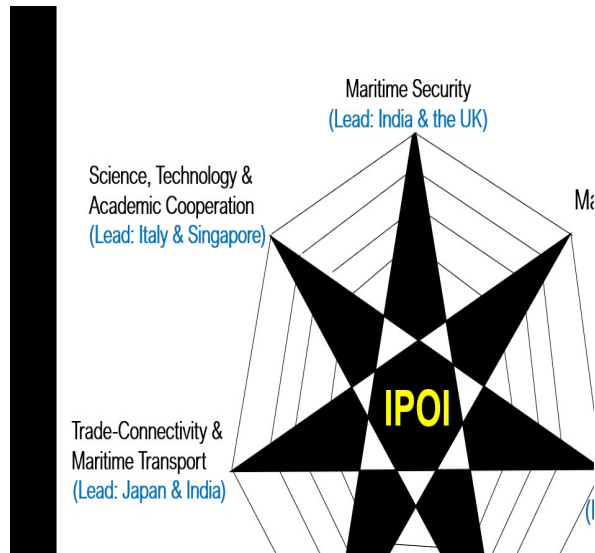 Maritime Security
(Lead: India & the UK)
Science, Technology &
Academic Cooperation
(Lead: Italy & Singapore)
IPOI
Trade-Connectivity &
Maritime Transport
(Lead: Japan & India)